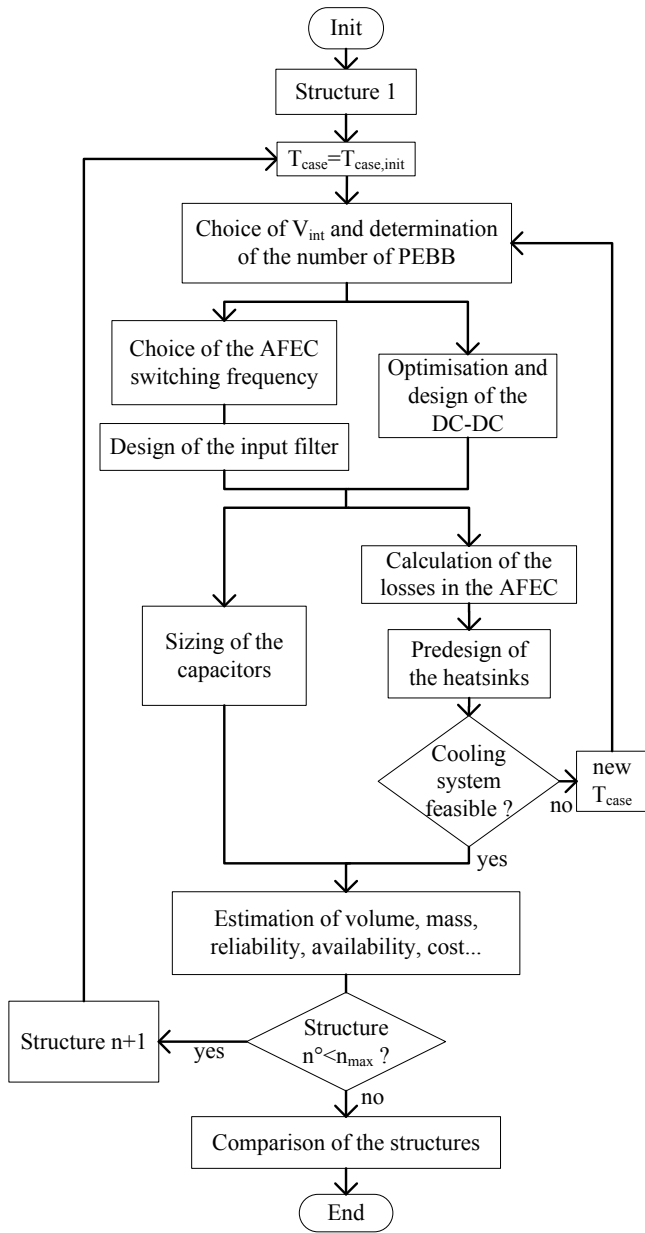 Init
Structure 1
T_case=T_case,init
Choice of V_int and determination
of the number of PEBB
Choice of the AFEC
switching frequency
Optimisation and
design of the
DC-DC
Design of the input filter
Calculation of the
losses in the AFEC
Sizing of the
capacitors
Predesign of
the heatsinks
Cooling
system
feasible ?
no
new
T_case
yes
Estimation of volume, mass,
reliability, availability, cost...
Structure n+1
yes
Structure
n°<n_max ?
no
Comparison of the structures
End